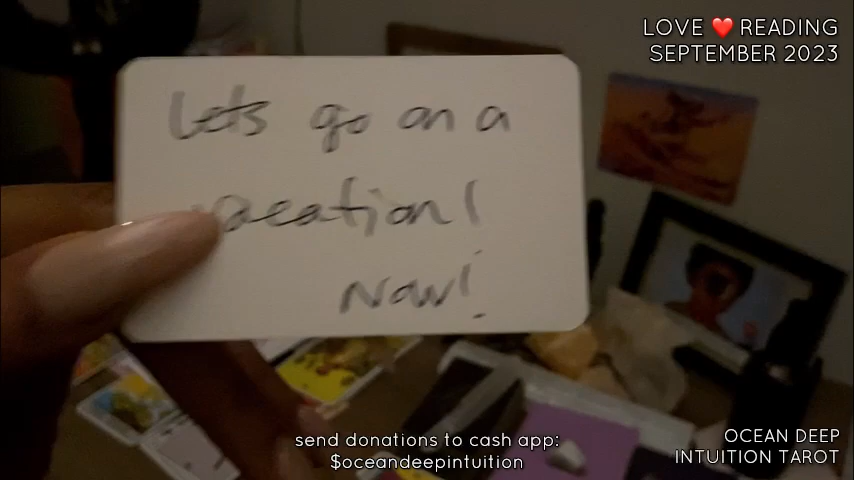 LOVE ❤️ READING
SEPTEMBER 2023
Lets go on a
vacation!
Now!
send donations to cash app:
$oceandeepintuition
OCEAN DEEP
INTUITION TAROT